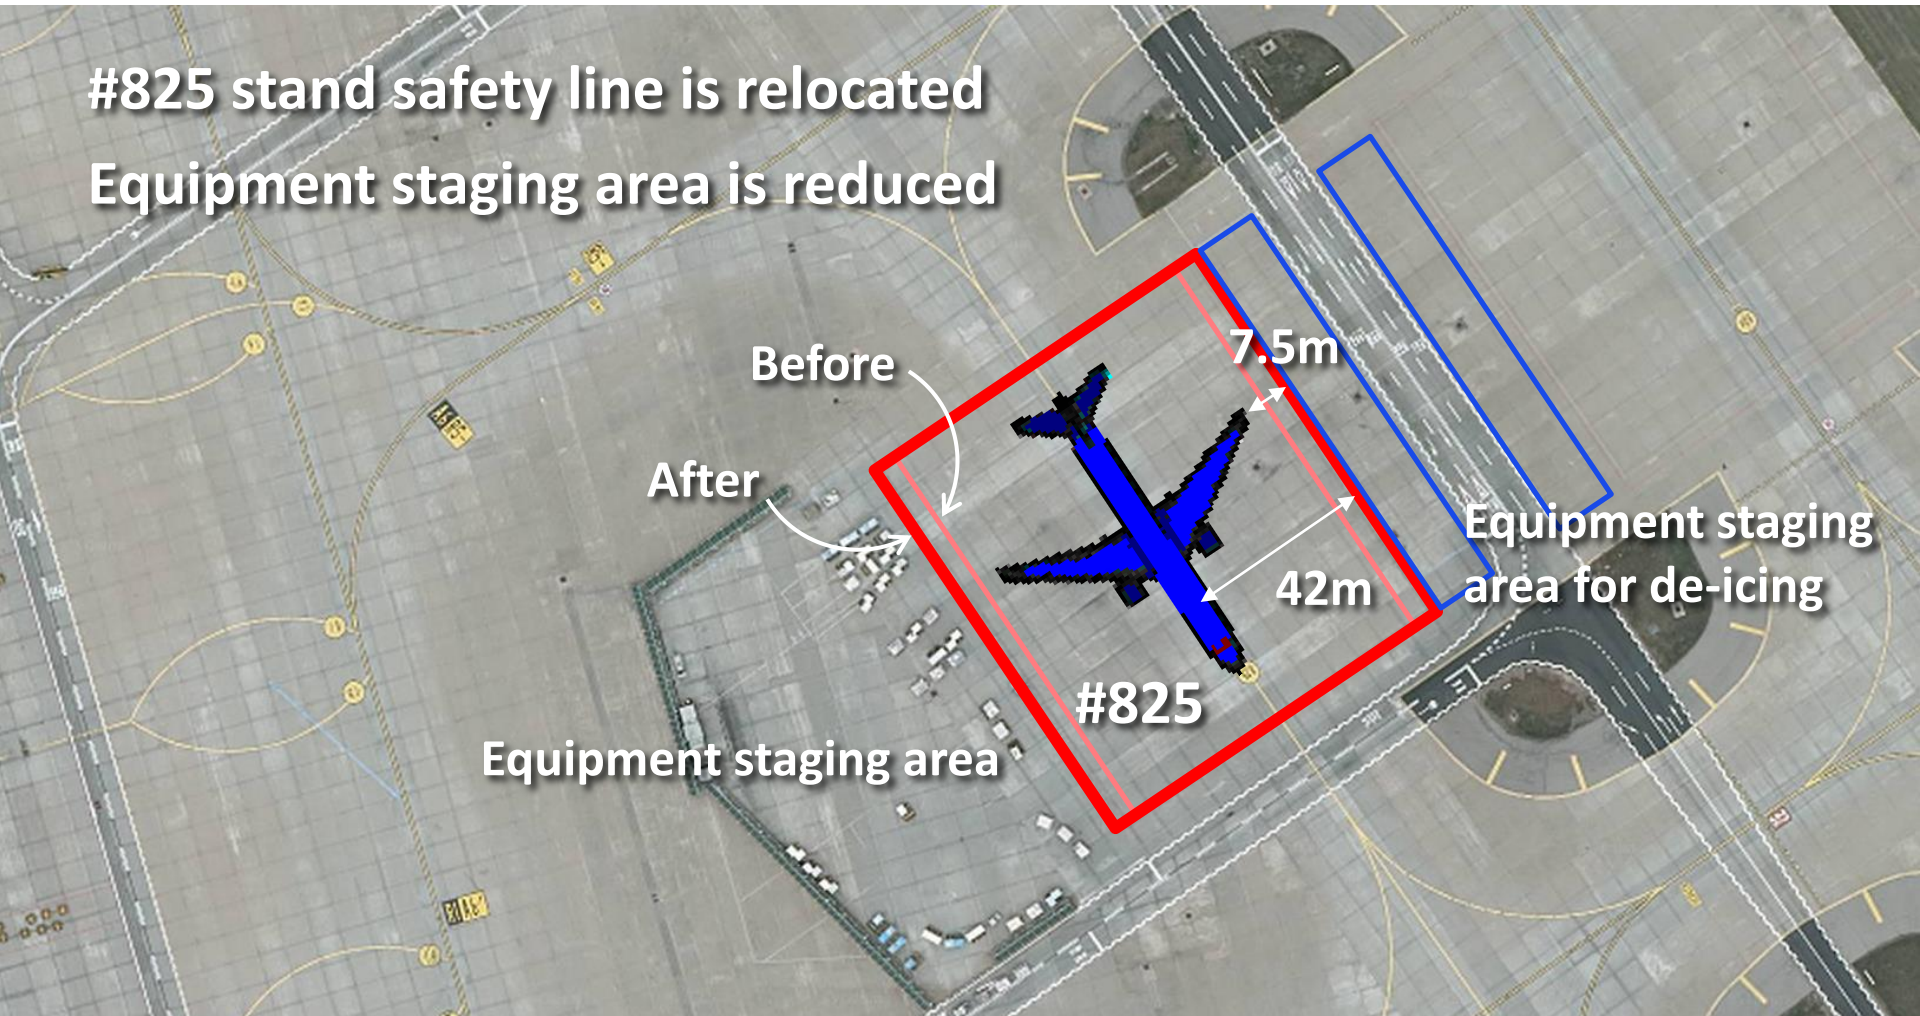 #825 stand safety line is relocated
Equipment staging area is reduced
7.5m
Before
After
Equipment staging
area for de-icing
42m
#825
Equipment staging area